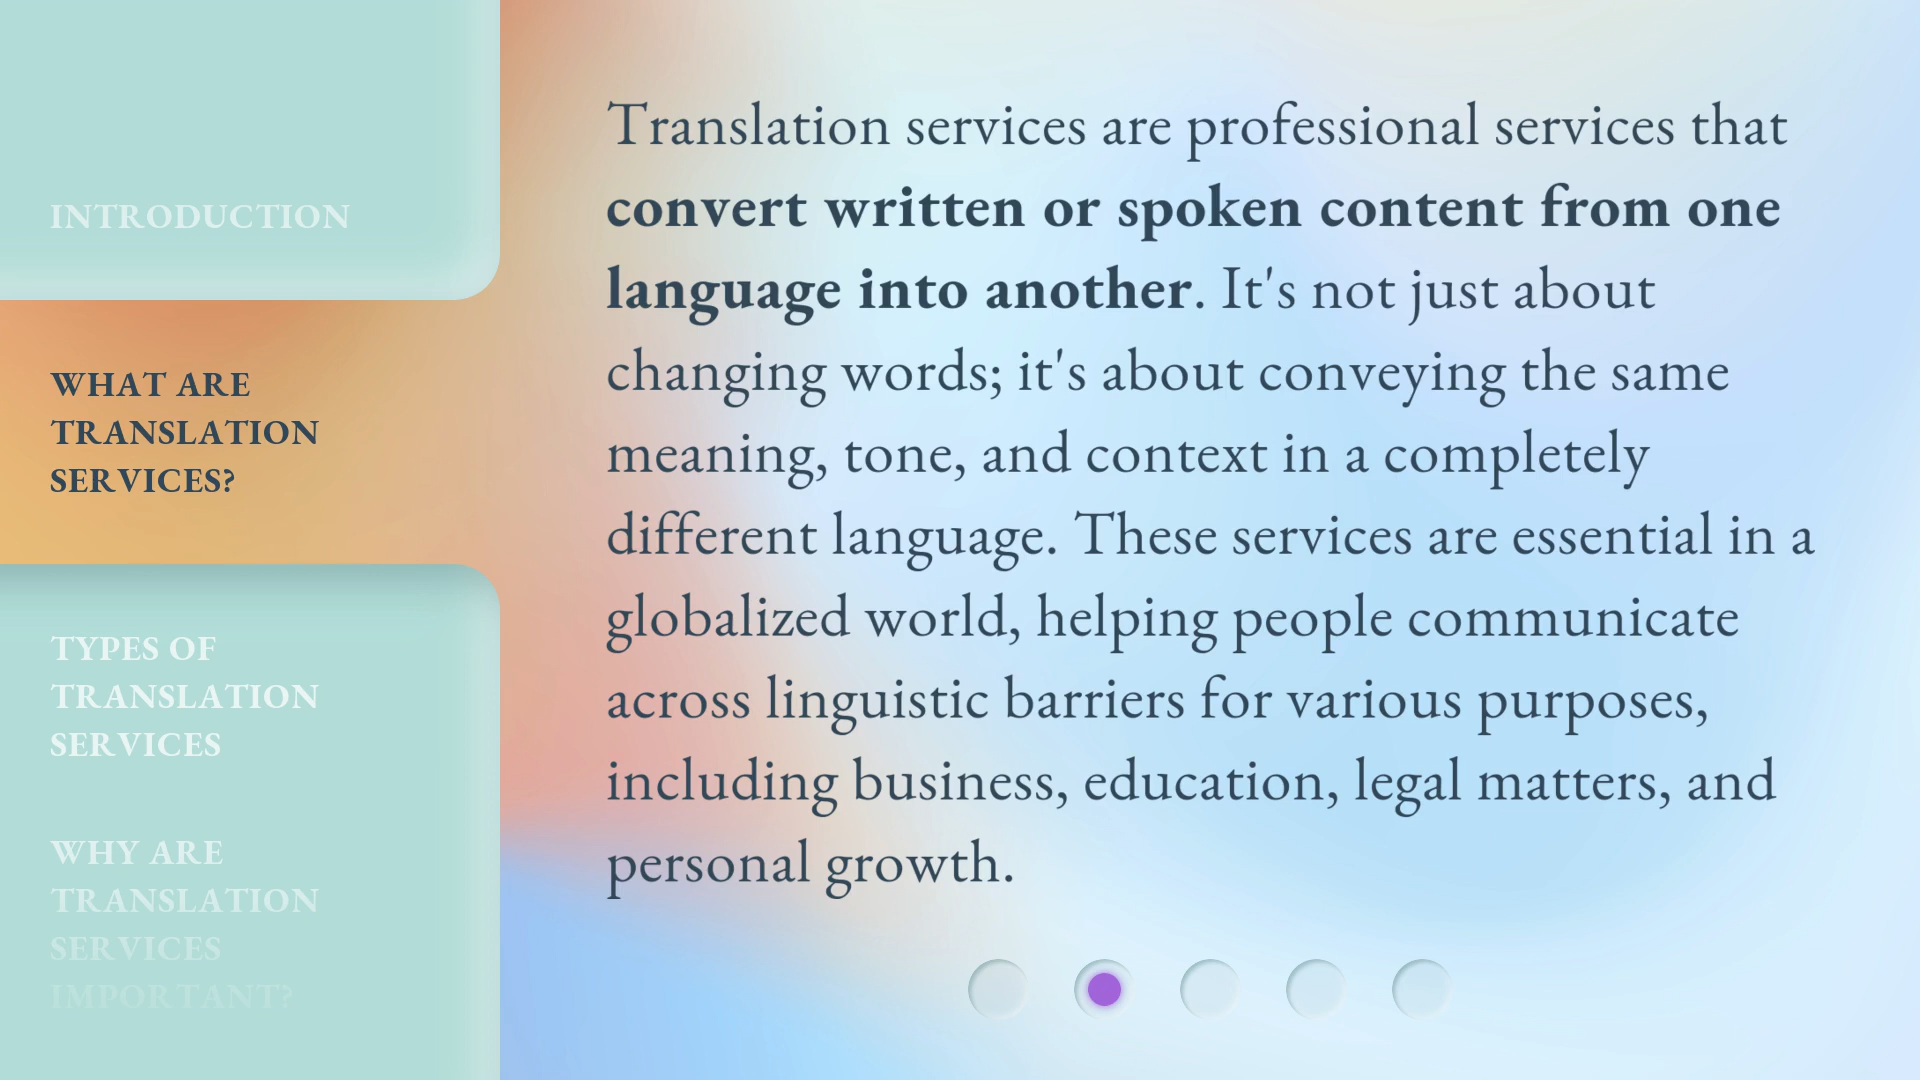 INTRODUCTION
WHAT ARE
TRANSLATION
SERVICES?
TYPES OF
TRANSLATION
SERVICES
WHY ARE
TRANSLATION
SERVICES
IMPORTANT?
Translation services are professional services that
convert written or spoken content from one
language into another. It's not just about
changing words; it's about conveying the same
meaning, tone, and context in a completely
different language. These services are essential in a
globalized world, helping people communicate
across linguistic barriers for various purposes,
including business, education, legal matters, and
personal growth.